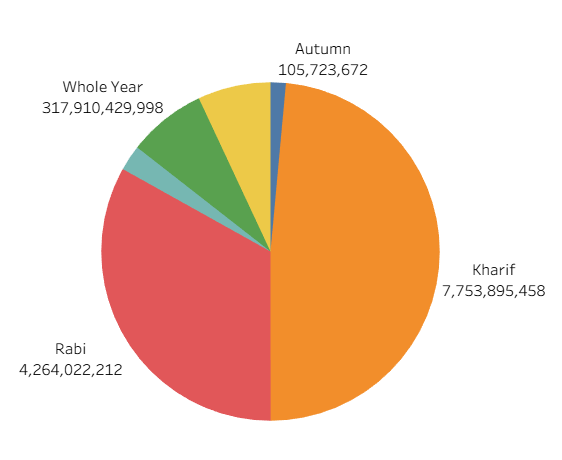 Autumn
105,723,672
Whole Year
317,910,429,998
Kharif
7,753,895,458
Rabi
4,264,022,212